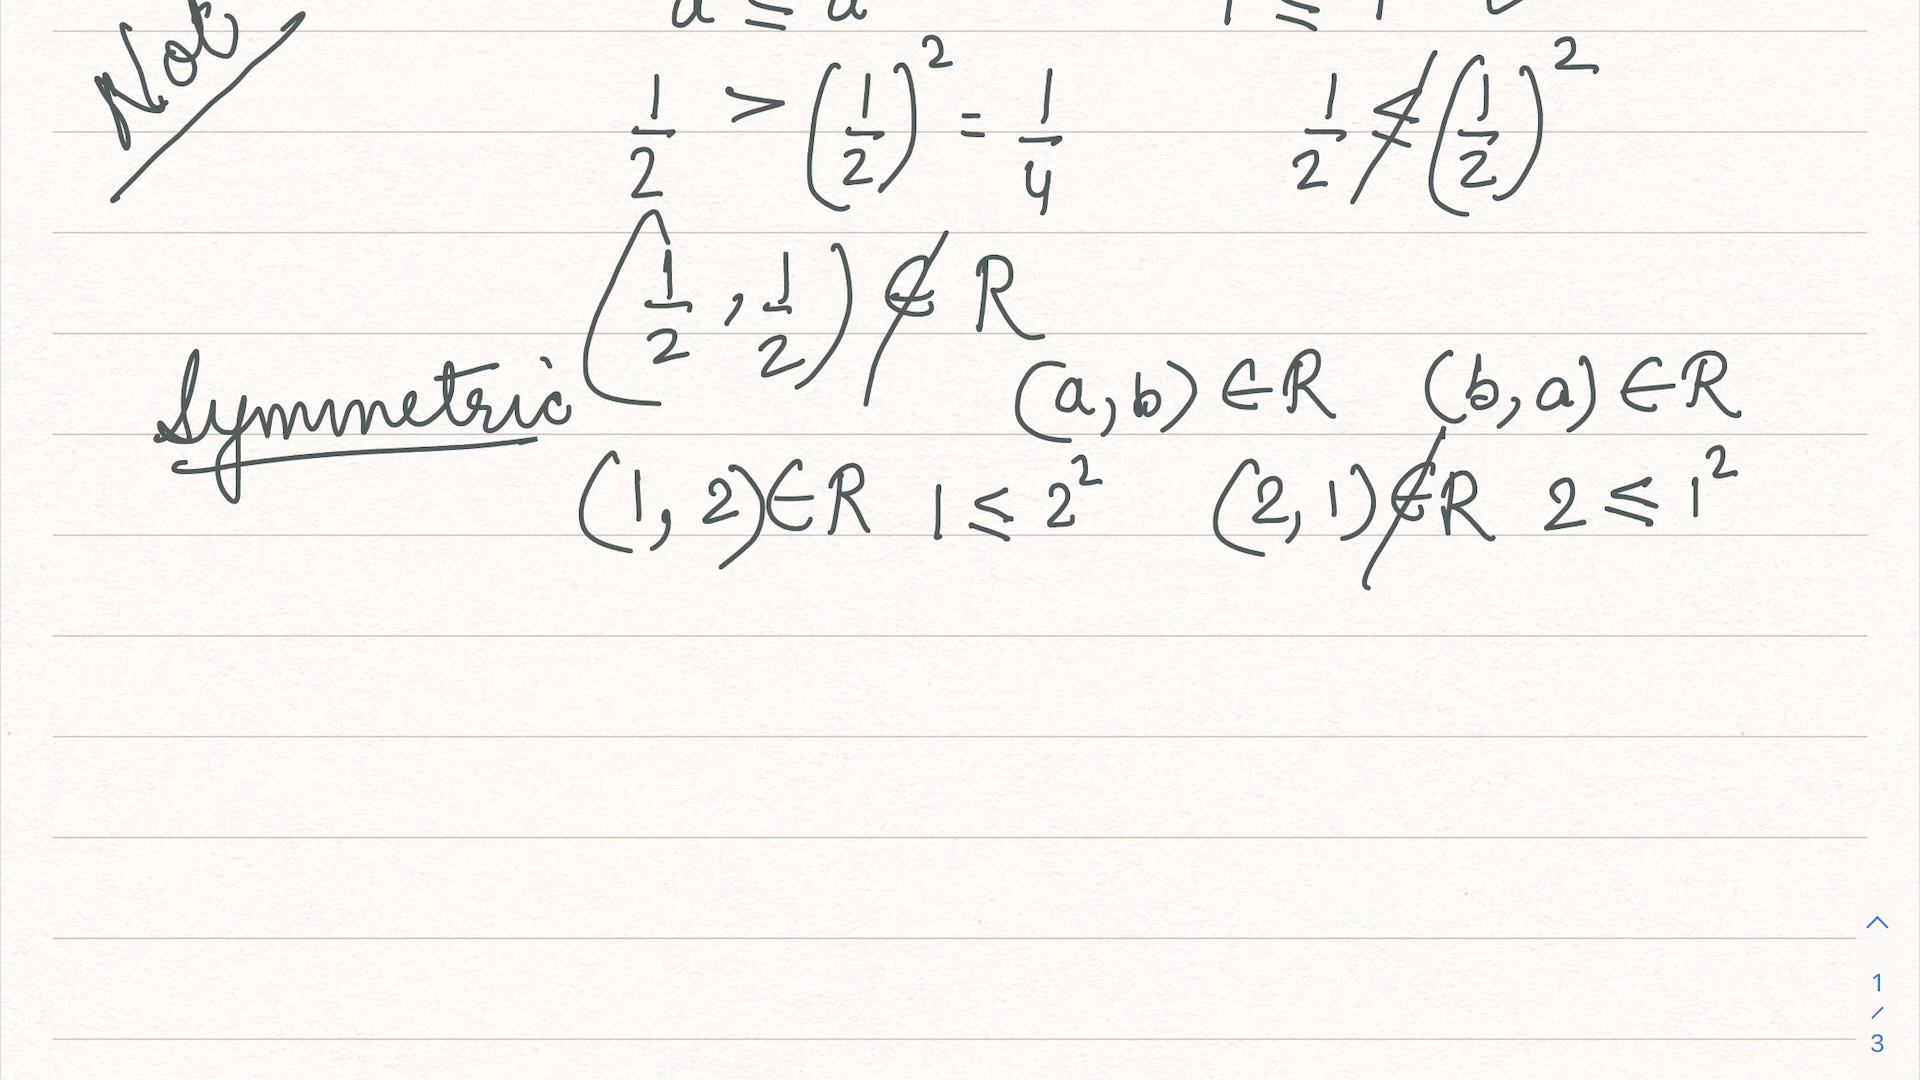 Not
1/2 > (1/2)² = 1/4 1/2 ≰ (1/2)²
(1/2, 1/2) ∉ R
Symmetric (a, b) ∈ R (b, a) ∈ R
(1, 2) ∈ R 1 ≤ 2² (2, 1) ∉ R 2 ≤ 1²
1
/
3